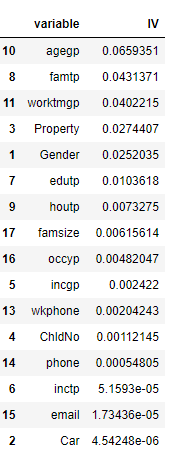 variable IV
10 agegp 0.0659351
8 famtp 0.0431371
11 worktmgp 0.0402215
3 Property 0.0274407
1 Gender 0.0252035
7 edutp 0.0103618
9 houtp 0.0073275
17 famsize 0.00615614
16 occyp 0.00482047
5 incgp 0.002422
13 wkphone 0.00204243
4 ChldNo 0.00112145
14 phone 0.00054805
6 inctp 5.1593e-05
15 email 1.73436e-05
2 Car 4.54248e-06